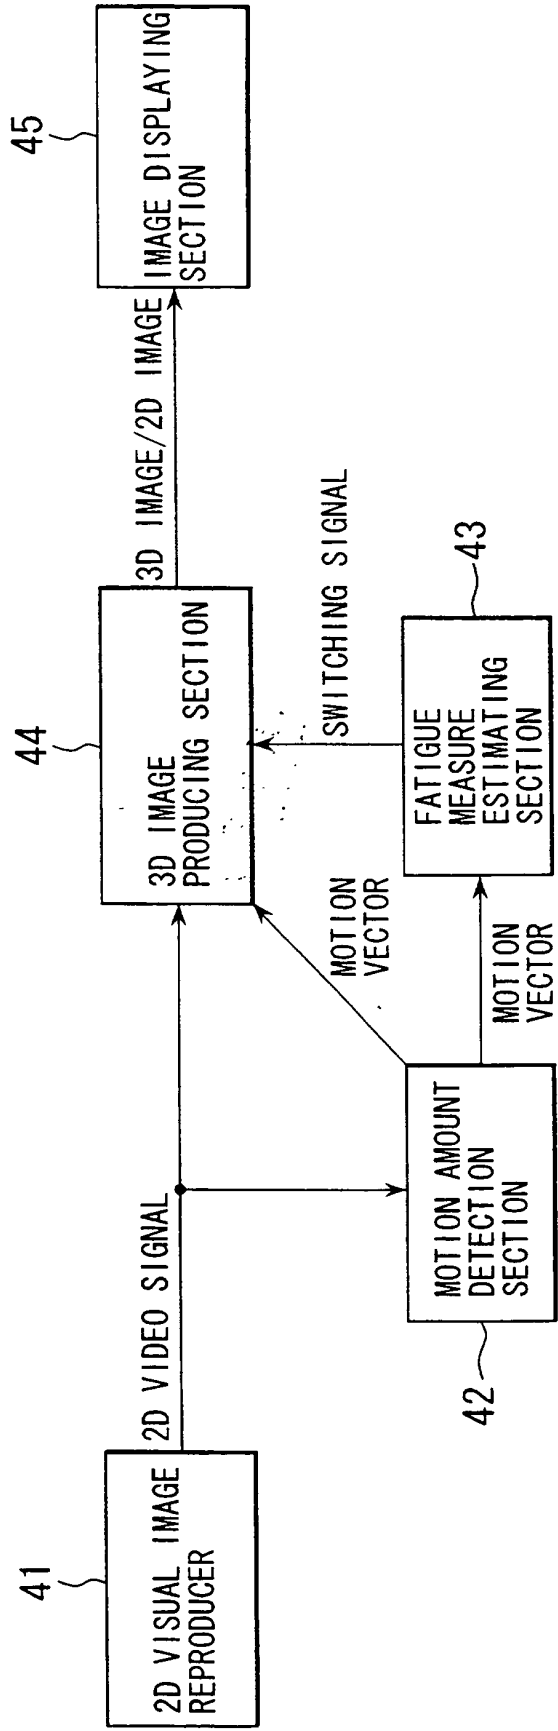 41
2D VISUAL IMAGE
REPRODUCER
2D VIDEO SIGNAL
42
MOTION AMOUNT
DETECTION
SECTION
MOTION
VECTOR
MOTION
VECTOR
43
FATIGUE
MEASURE
ESTIMATING
SECTION
SWITCHING SIGNAL
44
3D IMAGE
PRODUCING SECTION
3D IMAGE/2D IMAGE
45
IMAGE DISPLAYING
SECTION